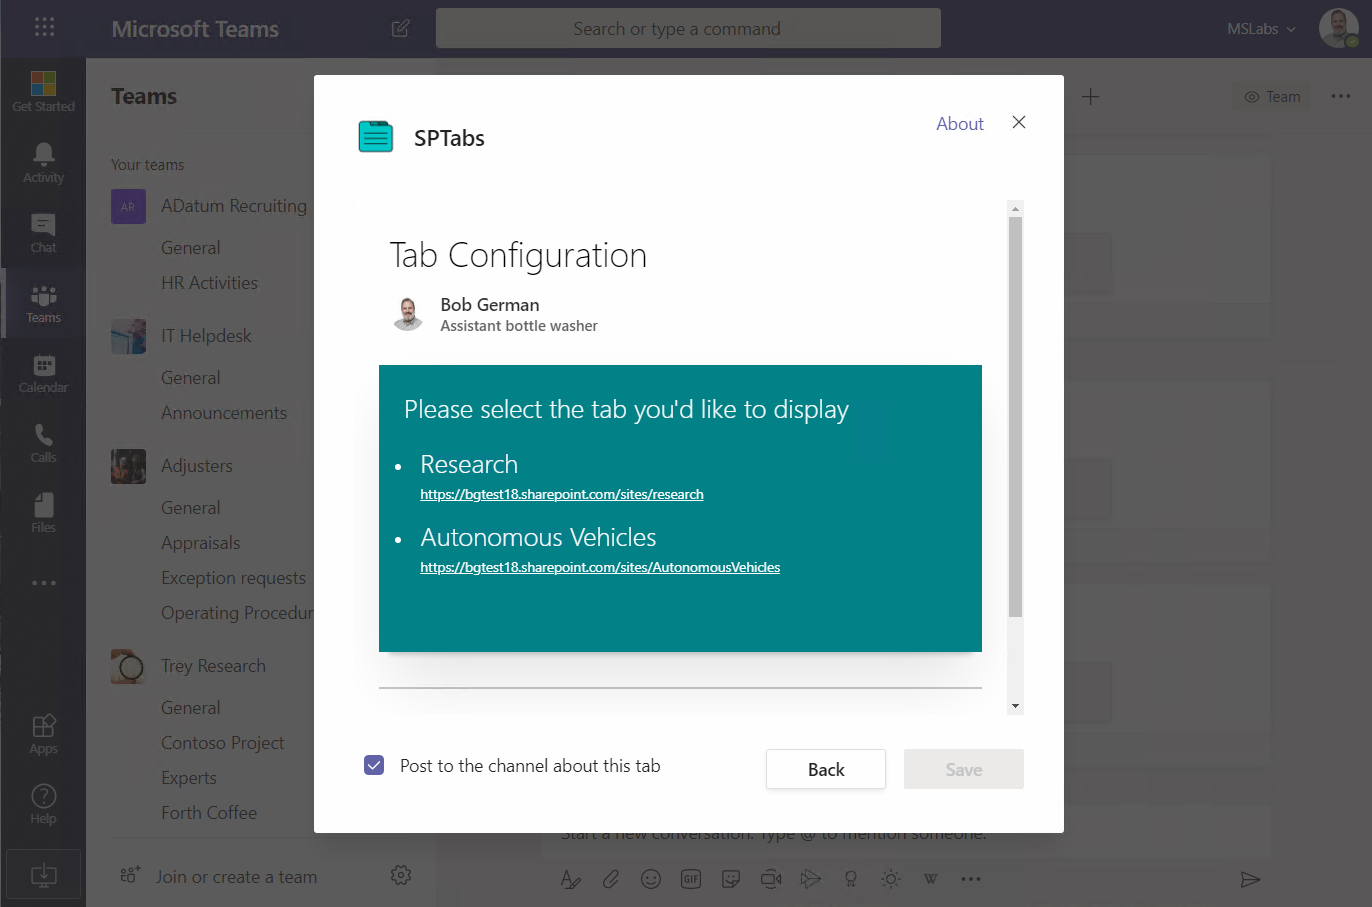 Microsoft Teams
Search or type a command
MSLabs
Get Started
Activity
Chat
Teams
Calendar
Calls
Files
Apps
Help
Teams
Your teams
AR
ADatum Recruiting
General
HR Activities
IT Helpdesk
General
Announcements
Adjusters
General
Appraisals
Exception requests
Operating Procedur
Trey Research
General
Contoso Project
Experts
Forth Coffee
Join or create a team
Team
SPTabs
About
Tab Configuration
Bob German
Assistant bottle washer
Please select the tab you'd like to display
Research
https://bgtest18.sharepoint.com/sites/research
Autonomous Vehicles
https://bgtest18.sharepoint.com/sites/AutonomousVehicles
Post to the channel about this tab
Back
Save
Start a new conversation. Type @ to mention someone.
GIF